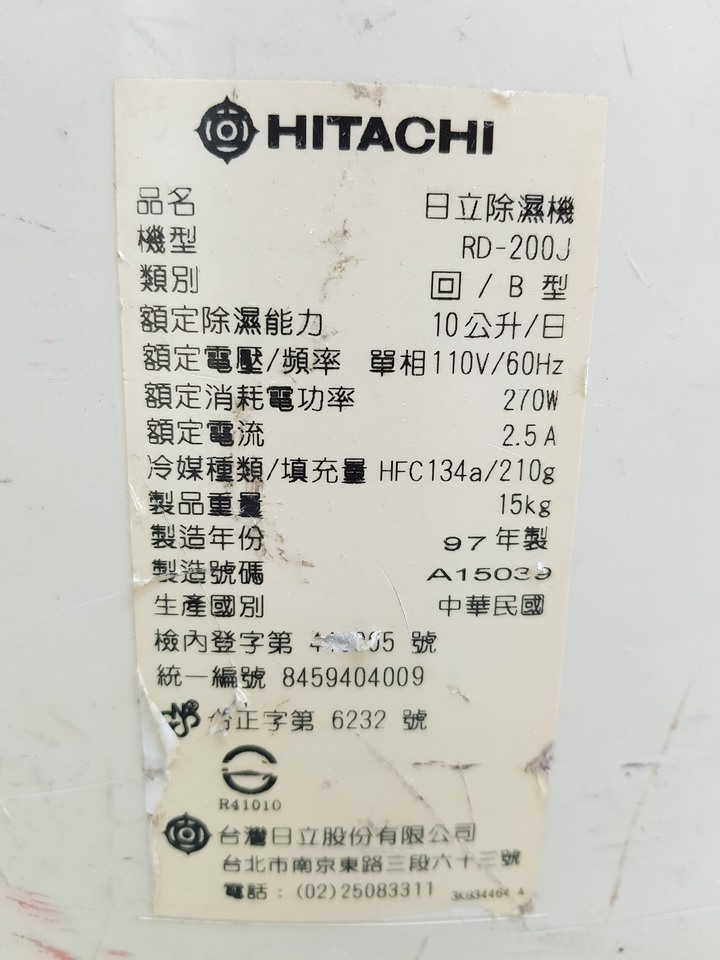 HITACHI
品名 日立除濕機
機型 RD-200J
類別 回 / B 型
額定除濕能力 10公升/日
額定電壓/頻率 單相110V/60Hz
額定消耗電功率 270W
額定電流 2.5A
冷媒種類/填充量 HFC134a/210g
製品重量 15kg
製造年份 97年製
製造號碼 A15039
生產國別 中華民國
檢內登字第 號
統一編號 8459404009
正字第 6232 號
R41010
台灣日立股份有限公司
台北市南京東路三段六十三號
電話：(02)25083311